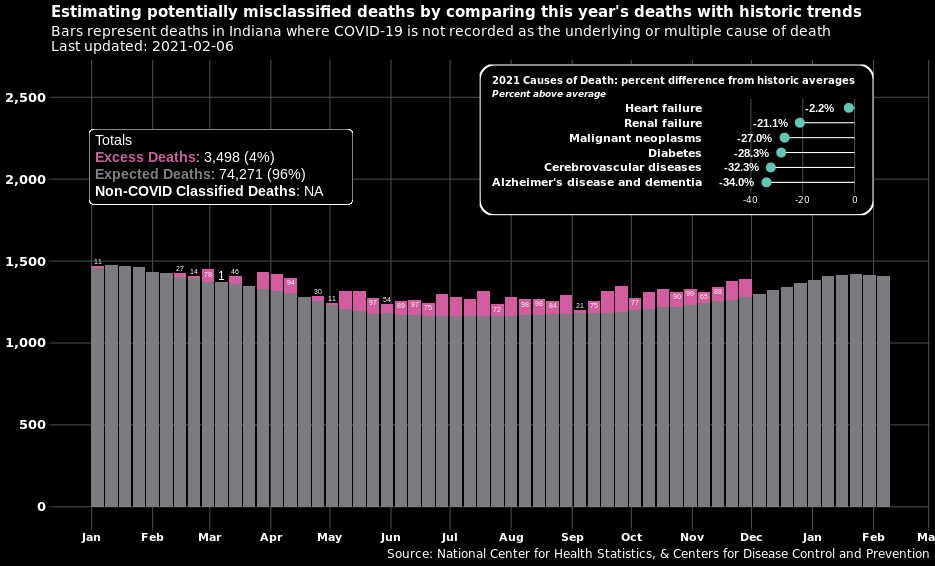 Estimating potentially misclassified deaths by comparing this year's deaths with historic trends
Bars represent deaths in Indiana where COVID-19 is not recorded as the underlying or multiple cause of death
Last updated: 2021-02-06
2021 Causes of Death: percent difference from historic averages
Percent above average
Heart failure -2.2%
Renal failure -21.1%
Malignant neoplasms -27.0%
Diabetes -28.3%
Cerebrovascular diseases -32.3%
Alzheimer's disease and dementia -34.0%
-40 -20 0
Totals
Excess Deaths: 3,498 (4%)
Expected Deaths: 74,271 (96%)
Non-COVID Classified Deaths: NA
2,500
2,000
1,500
1,000
500
0
11 27 14 78 1 46 94 30 11 97 54 89 97 75 72 98 98 84 21 75 77 90 99 65 88
Jan Feb Mar Apr May Jun Jul Aug Sep Oct Nov Dec Jan Feb Ma
Source: National Center for Health Statistics, & Centers for Disease Control and Prevention